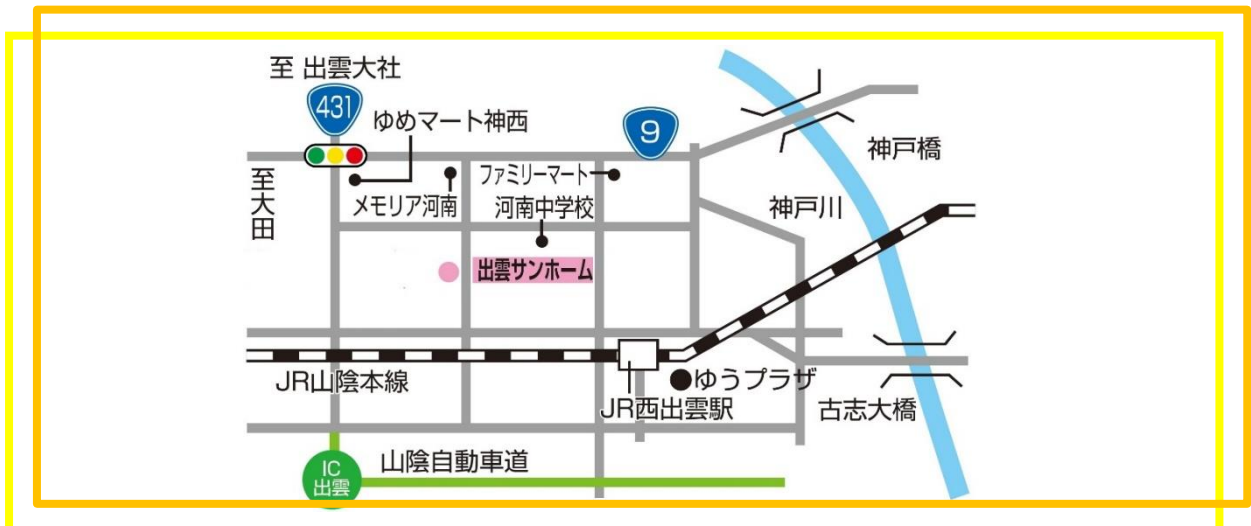 至 出雲大社
431
ゆめマート神西
9
神戸橋
至大田
メモリア河南
ファミリーマート
河南中学校
神戸川
出雲サンホーム
JR山陰本線
ゆうプラザ
JR西出雲駅
古志大橋
山陰自動車道
IC
出雲